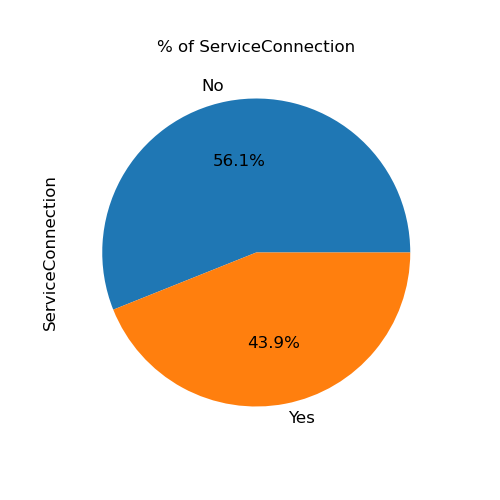 % of ServiceConnection
No
56.1%
ServiceConnection
43.9%
Yes